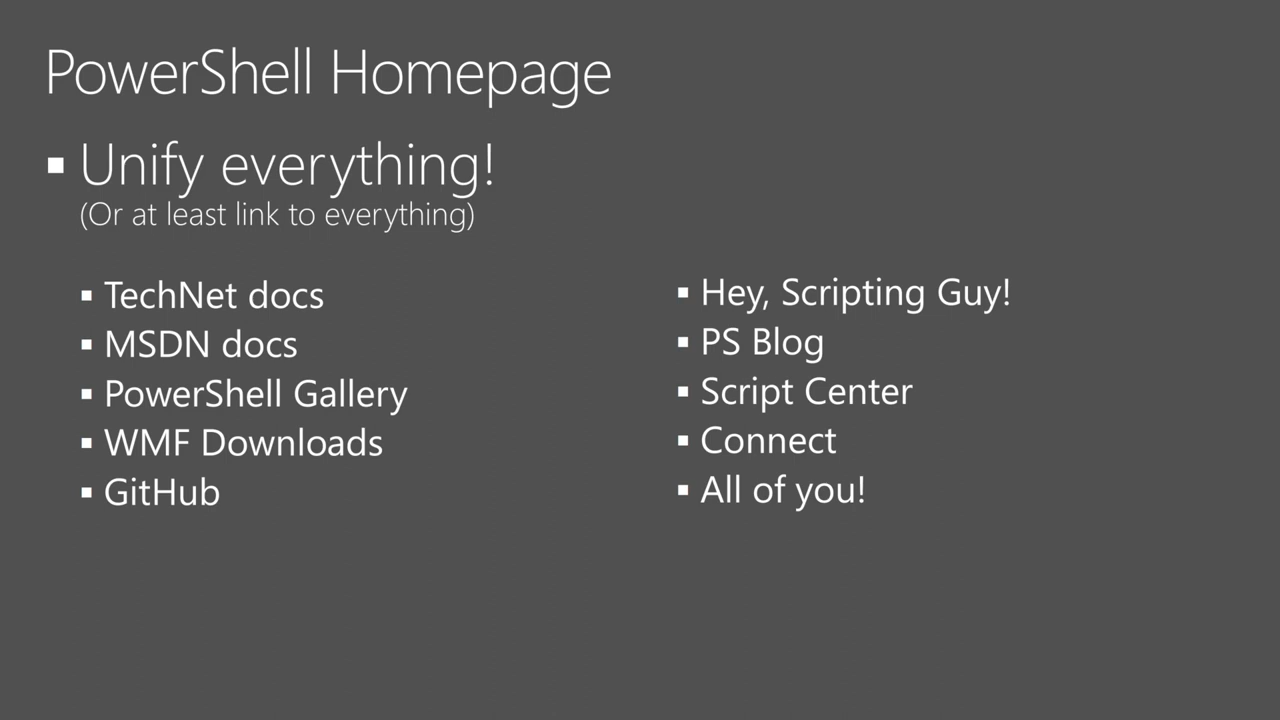 PowerShell Homepage
▪ Unify everything!
(Or at least link to everything)
▪ TechNet docs
▪ MSDN docs
▪ PowerShell Gallery
▪ WMF Downloads
▪ GitHub
▪ Hey, Scripting Guy!
▪ PS Blog
▪ Script Center
▪ Connect
▪ All of you!